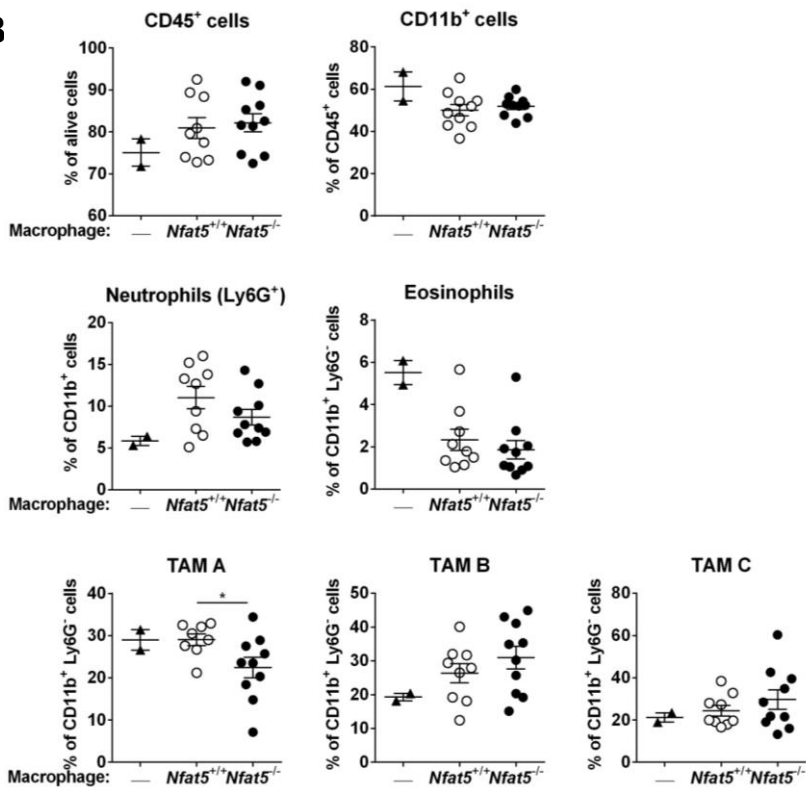 B
CD45⁺ cells
% of alive cells
100
90
80
70
60
Macrophage: — Nfat5⁺/⁺ Nfat5⁻/⁻
CD11b⁺ cells
% of CD45⁺ cells
80
60
40
20
0
— Nfat5⁺/⁺ Nfat5⁻/⁻
Neutrophils (Ly6G⁺)
% of CD11b⁺ cells
20
15
10
5
0
Macrophage: — Nfat5⁺/⁺ Nfat5⁻/⁻
Eosinophils
% of CD11b⁺ Ly6G⁻ cells
8
6
4
2
0
— Nfat5⁺/⁺ Nfat5⁻/⁻
TAM A
% of CD11b⁺ Ly6G⁻ cells
40
30
20
10
0
*
Macrophage: — Nfat5⁺/⁺ Nfat5⁻/⁻
TAM B
% of CD11b⁺ Ly6G⁻ cells
50
40
30
20
10
0
— Nfat5⁺/⁺ Nfat5⁻/⁻
TAM C
% of CD11b⁺ Ly6G⁻ cells
80
60
40
20
0
— Nfat5⁺/⁺ Nfat5⁻/⁻